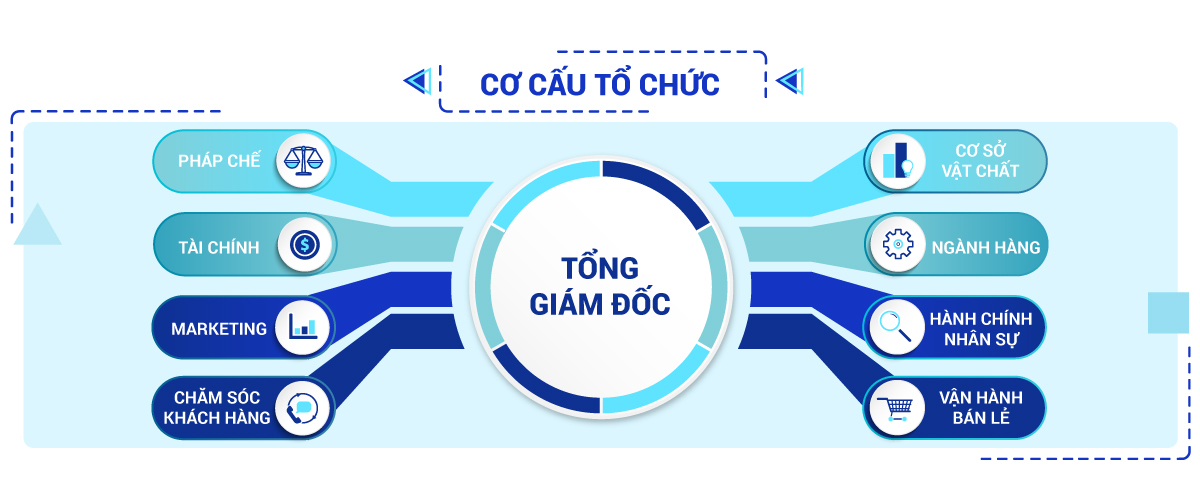 CƠ CẤU TỔ CHỨC
PHÁP CHẾ
TÀI CHÍNH
MARKETING
CHĂM SÓC
KHÁCH HÀNG
TỔNG
GIÁM ĐỐC
CƠ SỞ
VẬT CHẤT
NGÀNH HÀNG
HÀNH CHÍNH
NHÂN SỰ
VẬN HÀNH
BÁN LẺ